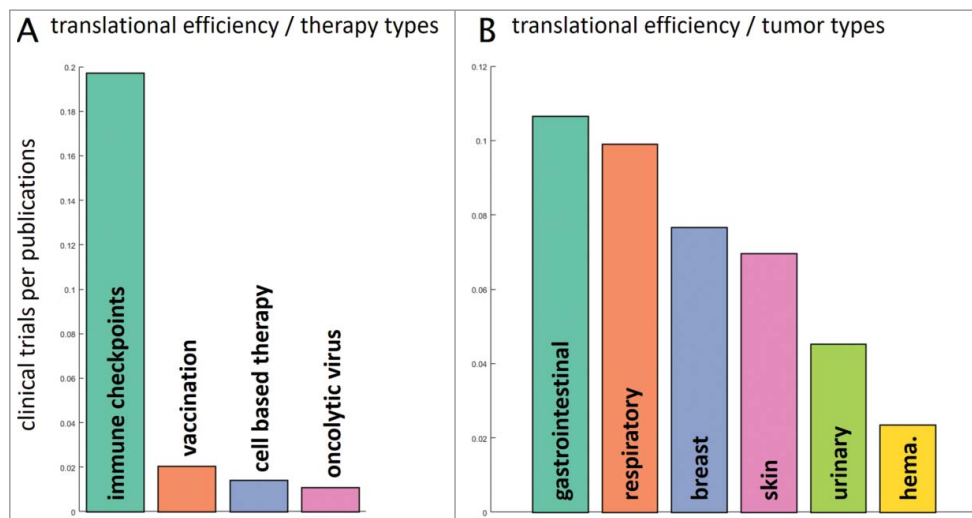 A translational efficiency / therapy types
clinical trials per publications
0.2
0.18
0.16
0.14
0.12
0.1
0.08
0.06
0.04
0.02
0
immune checkpoints
vaccination
cell based therapy
oncolytic virus
B translational efficiency / tumor types
0.12
0.1
0.08
0.06
0.04
0.02
0
gastrointestinal
respiratory
breast
skin
urinary
hema.